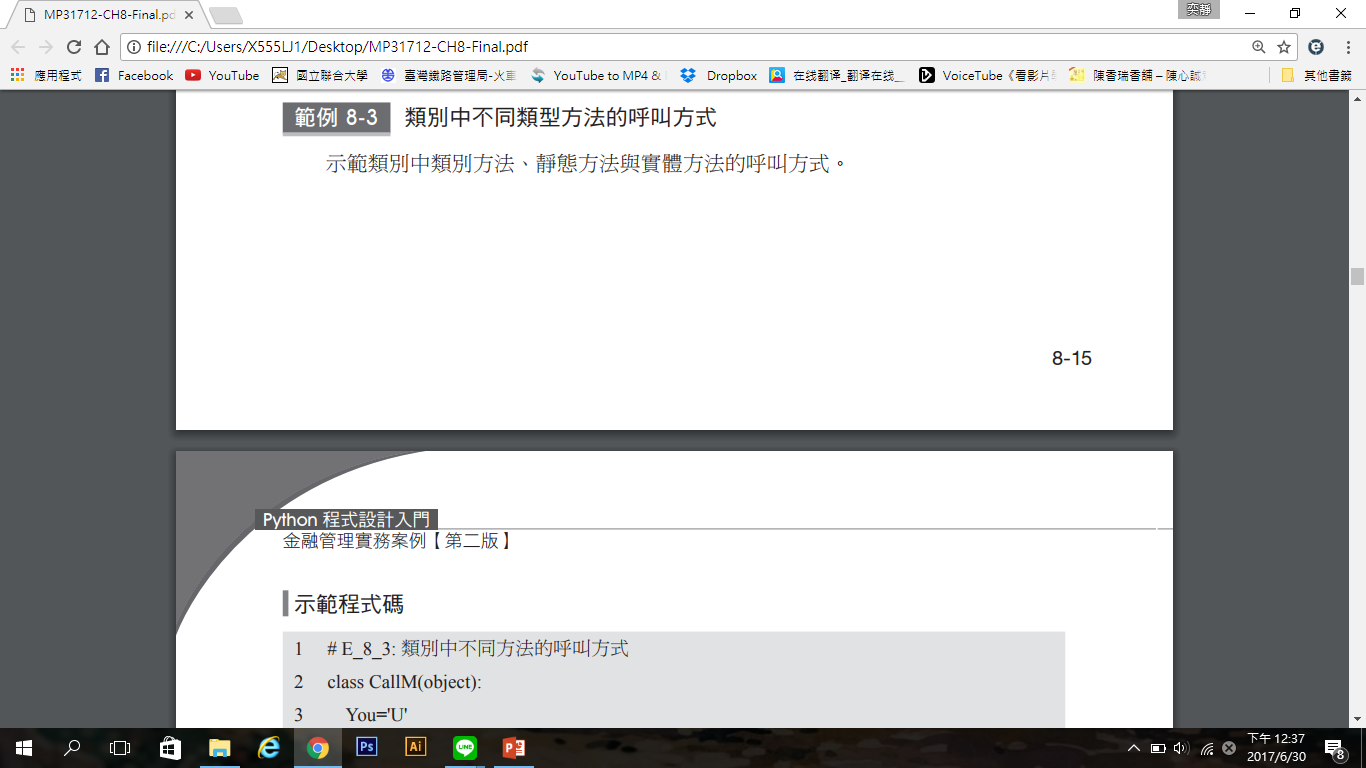 MP31712-CH8-Final.pd
奕靜
file:///C:/Users/X555LJ1/Desktop/MP31712-CH8-Final.pdf
應用程式 Facebook YouTube 國立聯合大學 臺灣鐵路管理局-火車 YouTube to MP4 & Dropbox 在线翻译_翻译在线_ VoiceTube《看影片 陳香瑞香舖 – 陳心誠 其他書籤
範例 8-3 類別中不同類型方法的呼叫方式
示範類別中類別方法、靜態方法與實體方法的呼叫方式。
8-15
Python 程式設計入門
金融管理實務案例【第二版】
示範程式碼
1 # E_8_3: 類別中不同方法的呼叫方式
2 class CallM(object):
3 You='U'
Ps Ai LINE
下午 12:37
2017/6/30
8